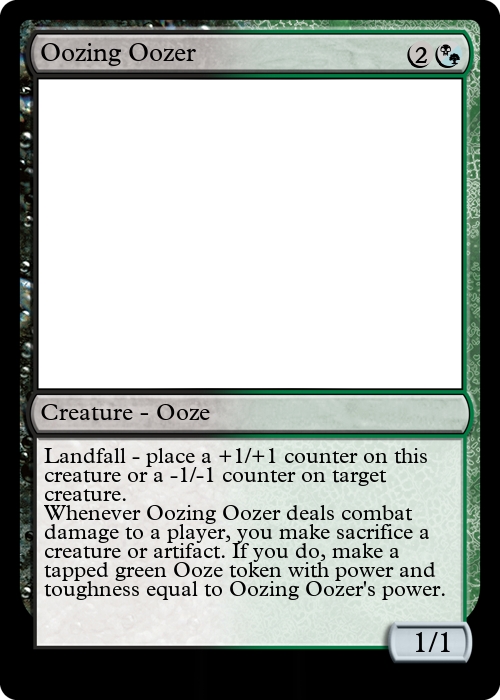 Oozing Oozer 2
Creature - Ooze
Landfall - place a +1/+1 counter on this
creature or a -1/-1 counter on target
creature.
Whenever Oozing Oozer deals combat
damage to a player, you make sacrifice a
creature or artifact. If you do, make a
tapped green Ooze token with power and
toughness equal to Oozing Oozer's power.
1/1